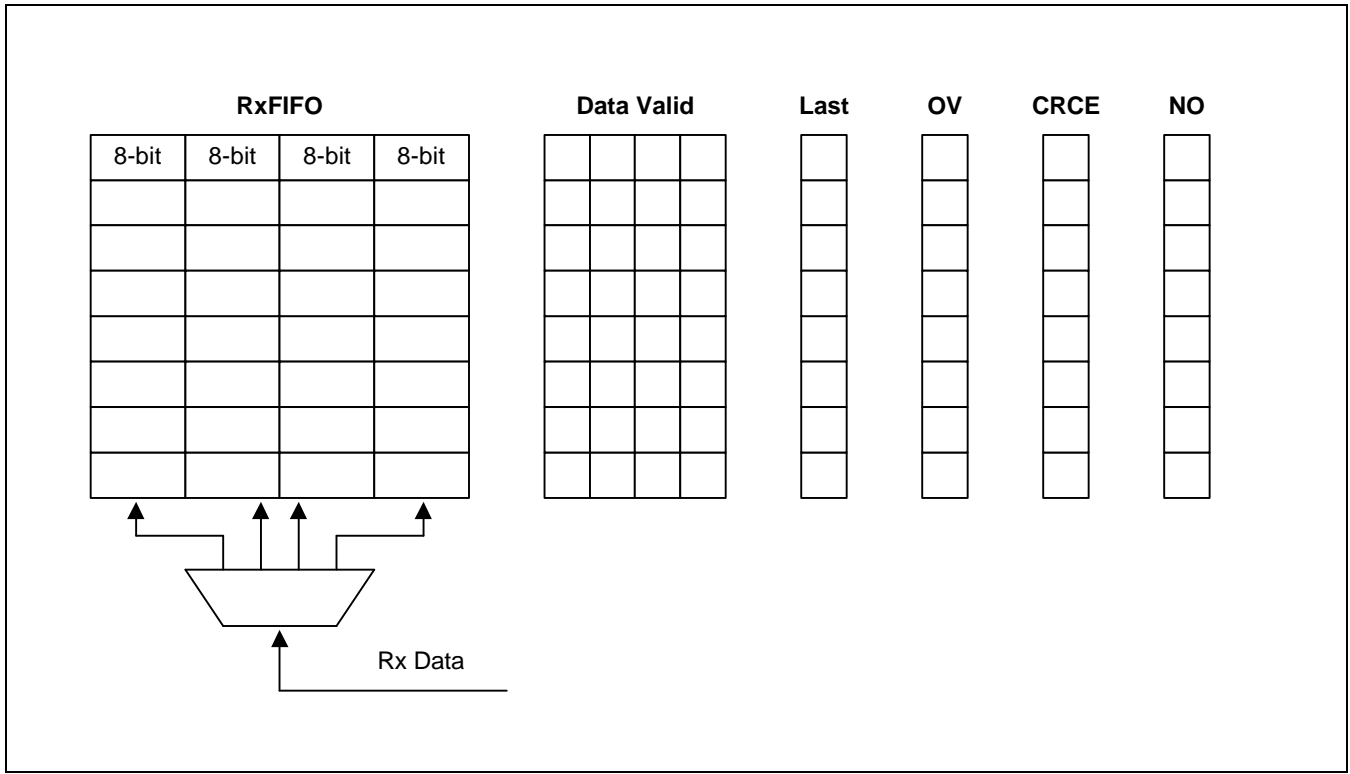 RxFIFO Data Valid Last OV CRCE NO
8-bit 8-bit 8-bit 8-bit
Rx Data